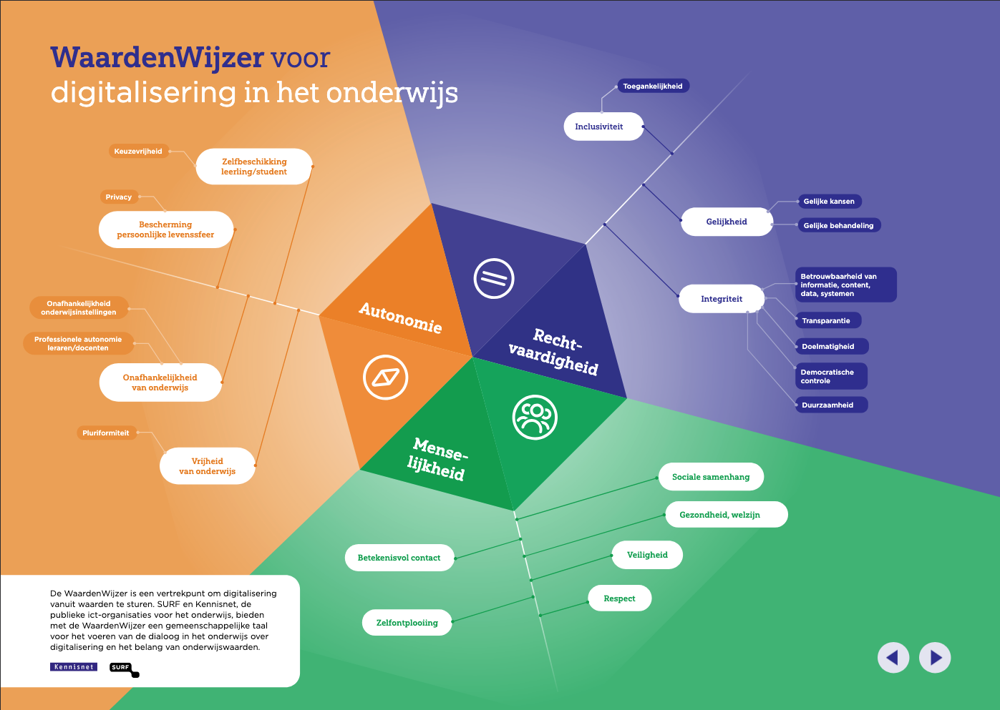 WaardenWijzer voor
digitalisering in het onderwijs
Keuzevrijheid
Zelfbeschikking
leerling/student
Privacy
Bescherming
persoonlijke levenssfeer
Onafhankelijkheid
onderwijsinstellingen
Professionele autonomie
leraren/docenten
Onafhankelijkheid
van onderwijs
Pluriformiteit
Vrijheid
van onderwijs
Autonomie
Recht-
vaardigheid
Mense-
lijkheid
Toegankelijkheid
Inclusiviteit
Gelijkheid
Gelijke kansen
Gelijke behandeling
Integriteit
Betrouwbaarheid van
informatie, content,
data, systemen
Transparantie
Doelmatigheid
Democratische
controle
Duurzaamheid
Sociale samenhang
Gezondheid, welzijn
Veiligheid
Respect
Betekenisvol contact
Zelfontplooiing
De WaardenWijzer is een vertrekpunt om digitalisering
vanuit waarden te sturen. SURF en Kennisnet, de
publieke ict-organisaties voor het onderwijs, bieden
met de WaardenWijzer een gemeenschappelijke taal
voor het voeren van de dialoog in het onderwijs over
digitalisering en het belang van onderwijswaarden.
Kennisnet
SURF